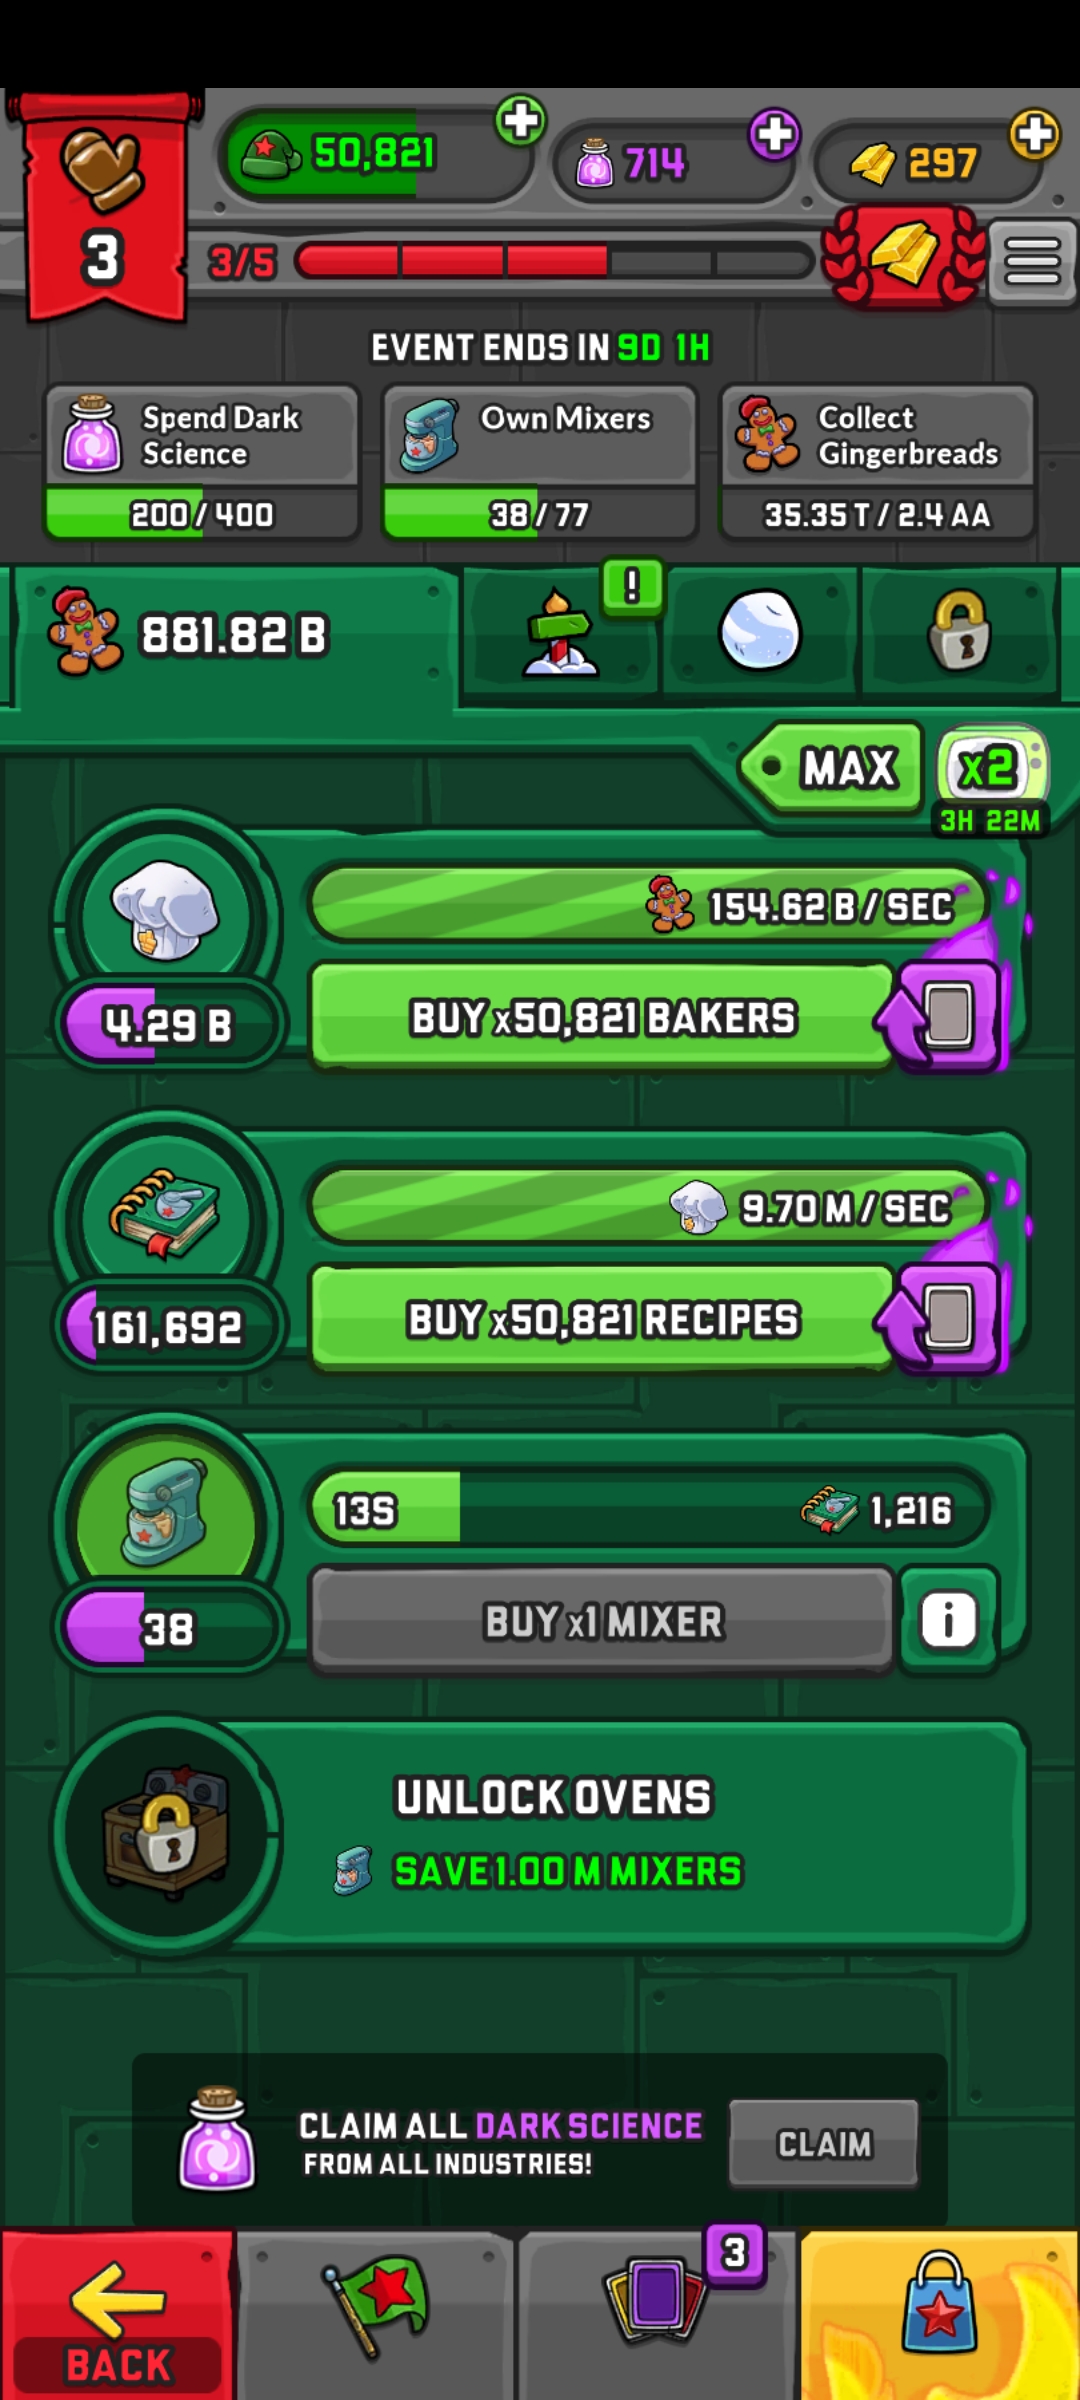 50,821
714
297
3
3/5
EVENT ENDS IN 9D 1H
Spend Dark
Science
200 / 400
Own Mixers
38 / 77
Collect
Gingerbreads
35.35 T / 2.4 AA
881.82 B
!
MAX
x2
3H 22M
154.62 B / SEC
4.29 B
BUY x50,821 BAKERS
9.70 M / SEC
161,692
BUY x50,821 RECIPES
13S
1,216
38
BUY x1 MIXER
i
UNLOCK OVENS
SAVE 1.00 M MIXERS
CLAIM ALL DARK SCIENCE
FROM ALL INDUSTRIES!
CLAIM
3
BACK